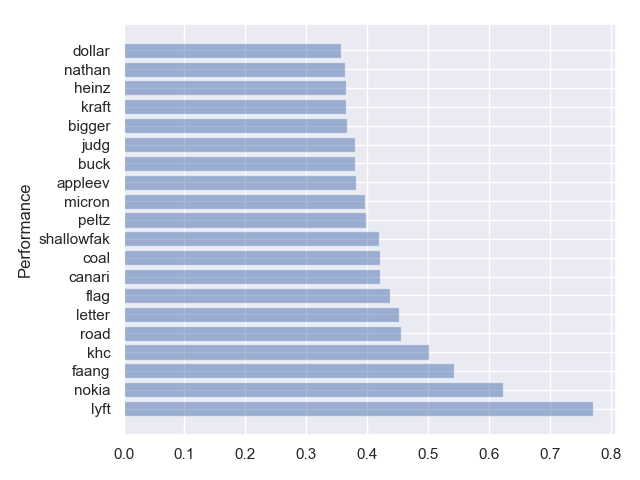 dollar
nathan
heinz
kraft
bigger
judg
buck
appleev
micron
peltz
shallowfak
coal
canari
flag
letter
road
khc
faang
nokia
lyft
Performance
0.0 0.1 0.2 0.3 0.4 0.5 0.6 0.7 0.8